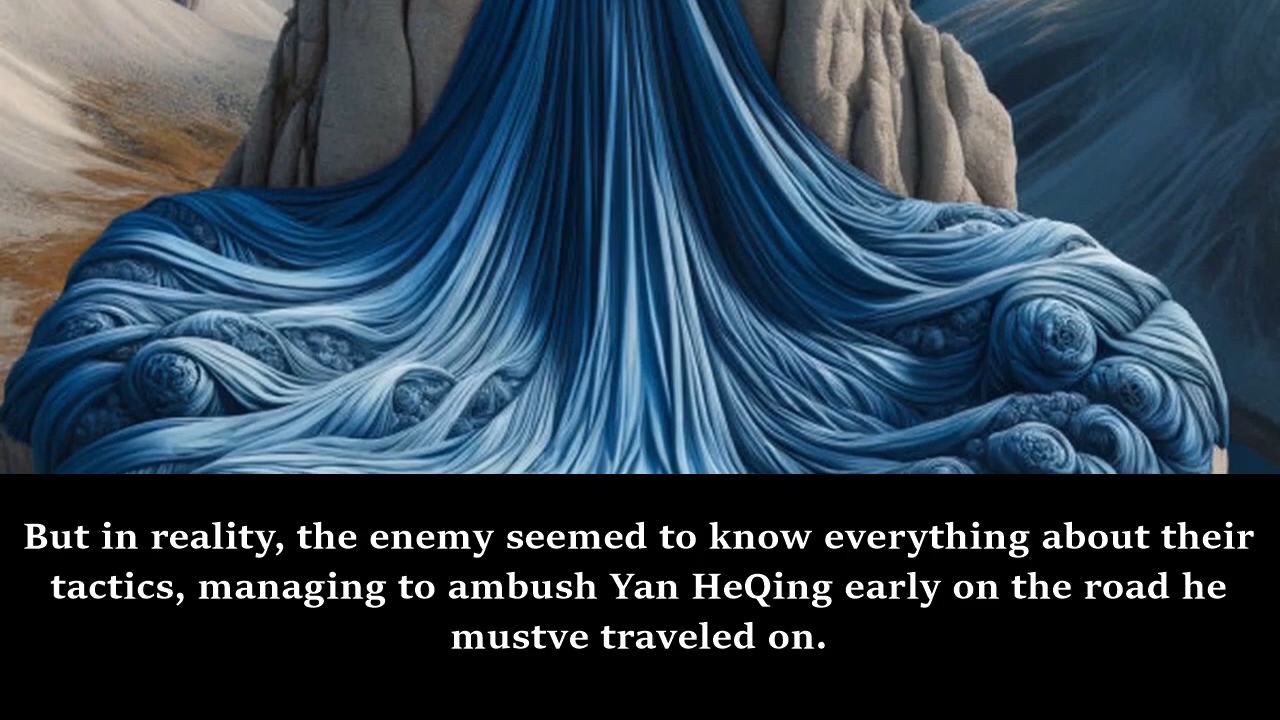 But in reality, the enemy seemed to know everything about their
tactics, managing to ambush Yan HeQing early on the road he
mustve traveled on.